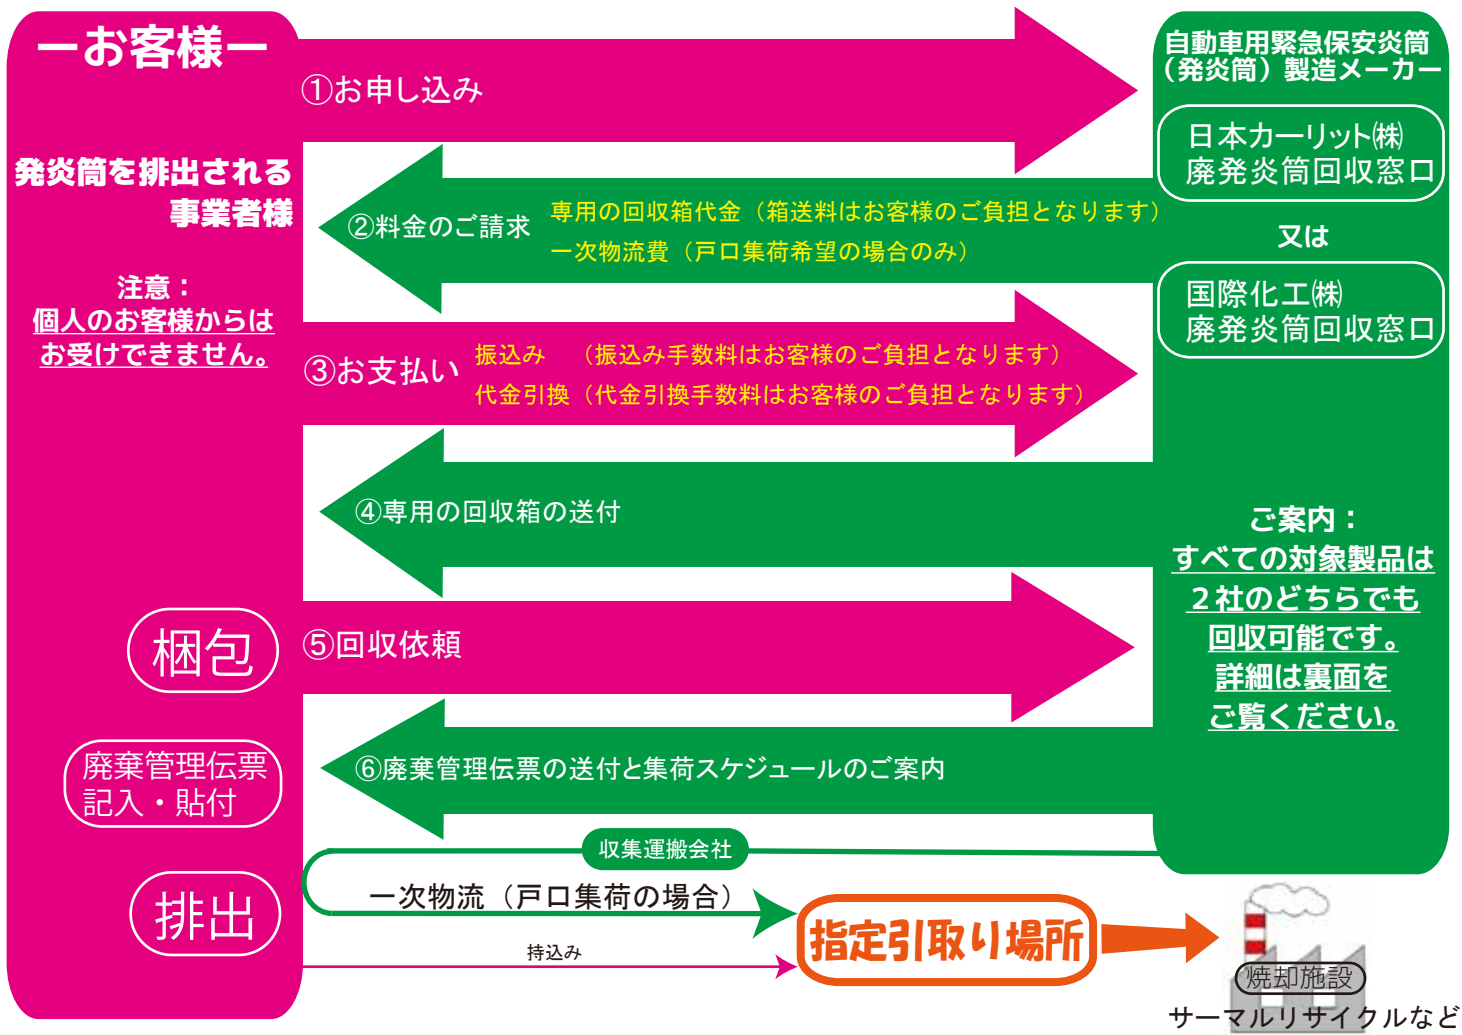 ーお客様ー
発炎筒を排出される
事業者様
注意：
個人のお客様からは
お受けできません。
梱包
廃棄管理伝票
記入・貼付
排出
①お申し込み
②料金のご請求
専用の回収箱代金（箱送料はお客様のご負担となります）
一次物流費（戸口集荷希望の場合のみ）
③お支払い
振込み　（振込み手数料はお客様のご負担となります）
代金引換（代金引換手数料はお客様のご負担となります）
④専用の回収箱の送付
⑤回収依頼
⑥廃棄管理伝票の送付と集荷スケジュールのご案内
自動車用緊急保安炎筒
（発炎筒）製造メーカー
日本カーリット㈱
廃発炎筒回収窓口
又は
国際化工㈱
廃発炎筒回収窓口
ご案内：
すべての対象製品は
２社のどちらでも
回収可能です。
詳細は裏面を
ご覧ください。
収集運搬会社
一次物流（戸口集荷の場合）
持込み
指定引取り場所
焼却施設
サーマルリサイクルなど